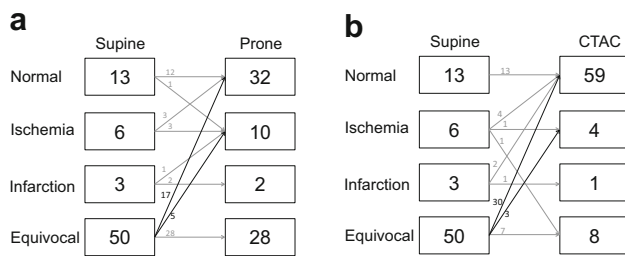 a
Supine Prone
Normal 13 12 1 32
Ischemia 6 3 3 10
Infarction 3 1 2 2
17
5
Equivocal 50 28 28
b
Supine CTAC
Normal 13 13 59
Ischemia 6 4 1 1 4
Infarction 3 2 1 1
30
3
Equivocal 50 7 8